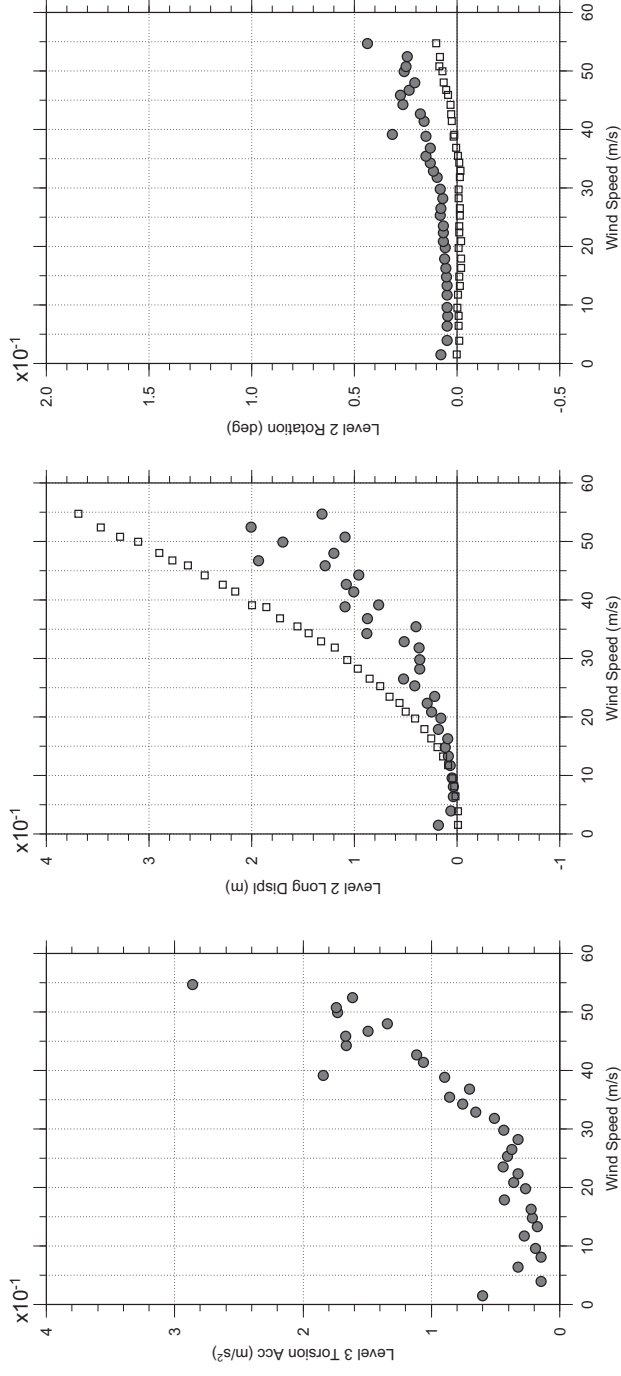 x10-1
2.0
1.5
1.0
0.5
0.0
-0.5
Level 2 Rotation (deg)
0 10 20 30 40 50 60
Wind Speed (m/s)
x10-1
4
3
2
1
0
-1
Level 2 Long Displ (m)
0 10 20 30 40 50 60
Wind Speed (m/s)
x10-1
4
3
2
1
0
Level 3 Torsion Acc (m/s²)
0 10 20 30 40 50 60
Wind Speed (m/s)